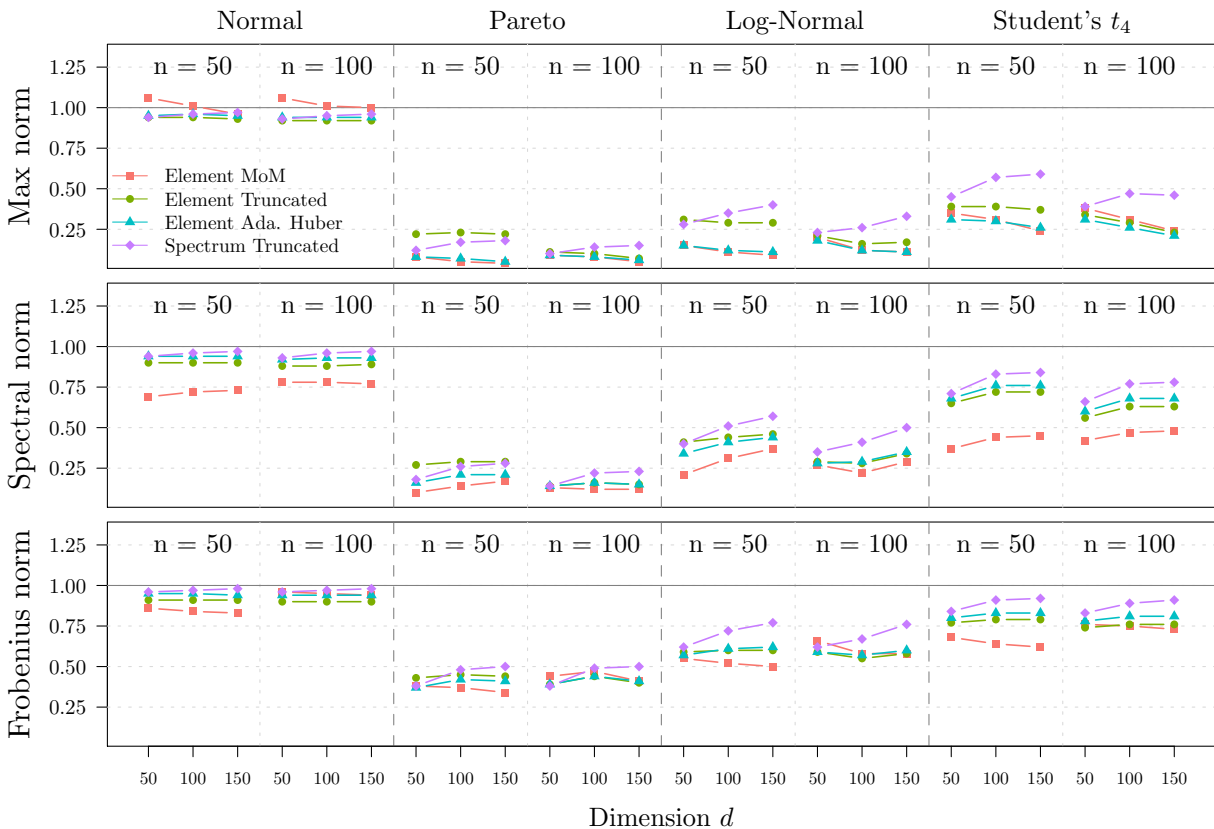 Normal Pareto Log-Normal Student's t₄
Max norm
n = 50 n = 100 n = 50 n = 100 n = 50 n = 100 n = 50 n = 100
1.25
1.00
0.75
0.50
0.25
Element MoM
Element Truncated
Element Ada. Huber
Spectrum Truncated
Spectral norm
n = 50 n = 100 n = 50 n = 100 n = 50 n = 100 n = 50 n = 100
1.25
1.00
0.75
0.50
0.25
Frobenius norm
n = 50 n = 100 n = 50 n = 100 n = 50 n = 100 n = 50 n = 100
1.25
1.00
0.75
0.50
0.25
50 100 150 50 100 150 50 100 150 50 100 150 50 100 150 50 100 150 50 100 150 50 100 150
Dimension d